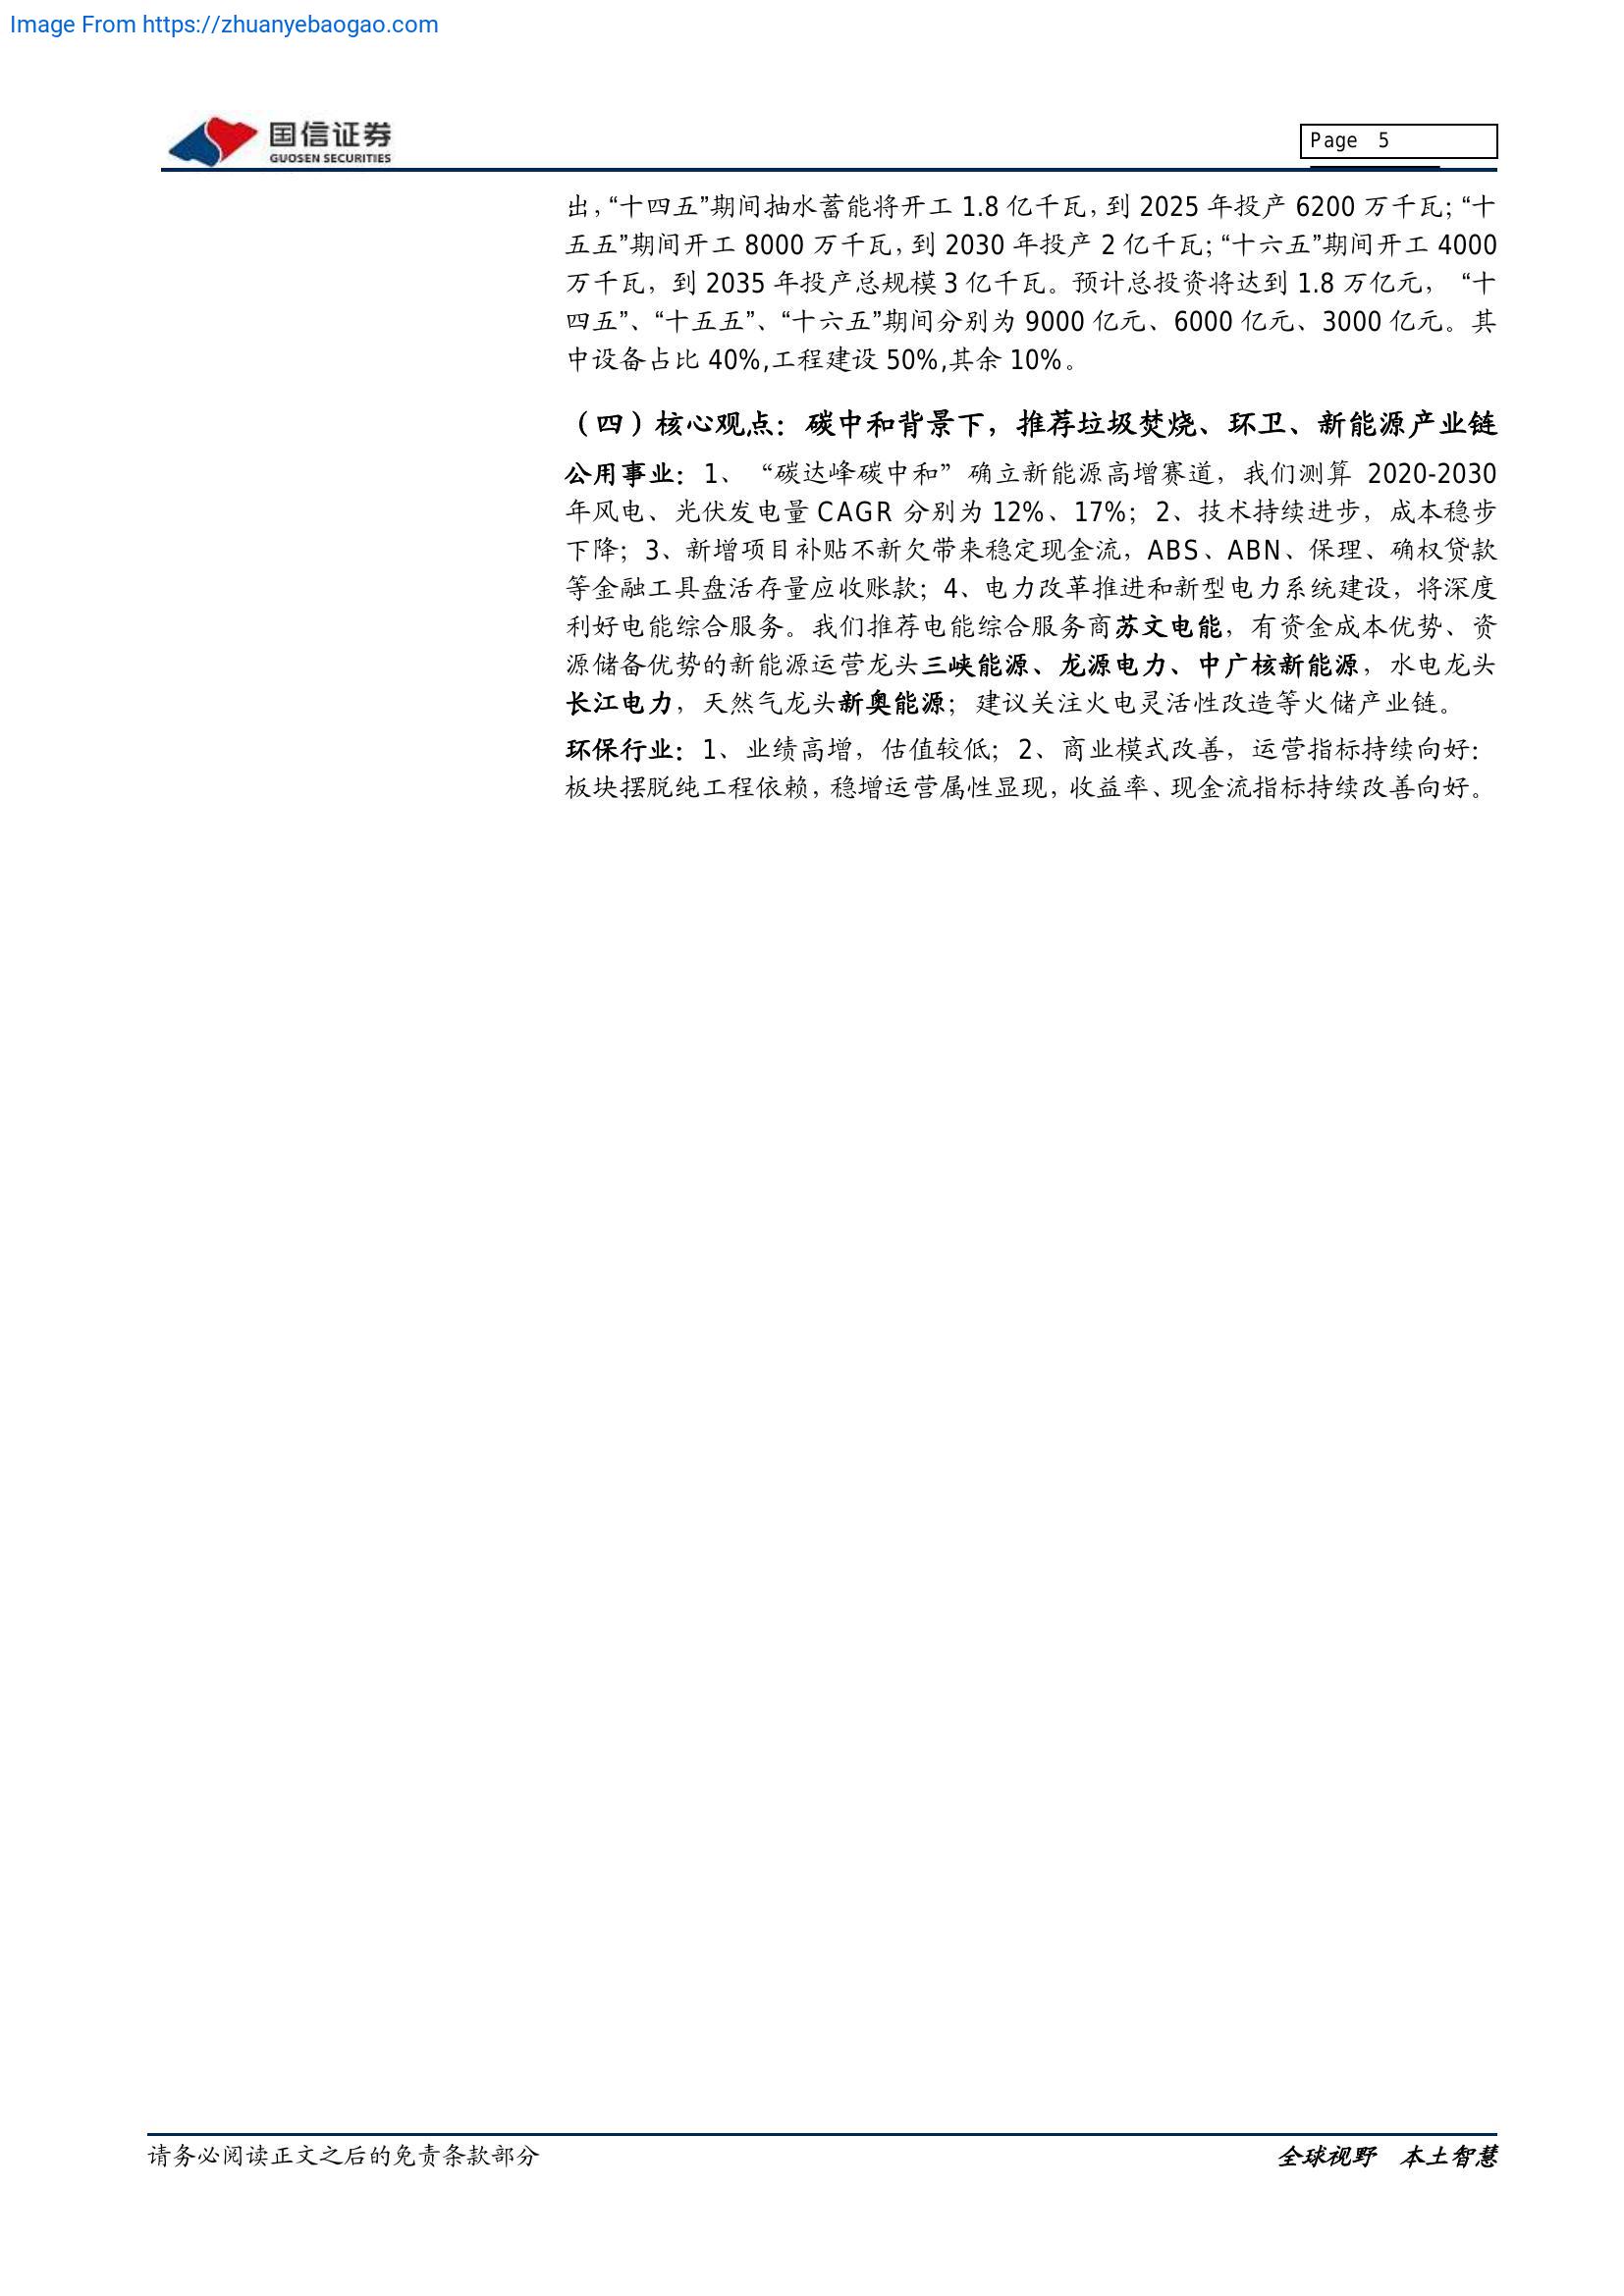 Image From https://zhuanyebaogao.com
国信证券
GUOSEN SECURITIES
Page 5
出，“十四五”期间抽水蓄能将开工 1.8 亿千瓦，到 2025 年投产 6200 万千瓦；“十
五五”期间开工 8000 万千瓦，到 2030 年投产 2 亿千瓦；“十六五”期间开工 4000
万千瓦，到 2035 年投产总规模 3 亿千瓦。预计总投资将达到 1.8 万亿元， “十
四五”、“十五五”、“十六五”期间分别为 9000 亿元、6000 亿元、3000 亿元。其
中设备占比 40%,工程建设 50%,其余 10%。
（四）核心观点：碳中和背景下，推荐垃圾焚烧、环卫、新能源产业链
公用事业：1、“碳达峰碳中和”确立新能源高增赛道，我们测算 2020-2030
年风电、光伏发电量 CAGR 分别为 12%、17%；2、技术持续进步，成本稳步
下降；3、新增项目补贴不新欠带来稳定现金流，ABS、ABN、保理、确权贷款
等金融工具盘活存量应收账款；4、电力改革推进和新型电力系统建设，将深度
利好电能综合服务。我们推荐电能综合服务商苏文电能，有资金成本优势、资
源储备优势的新能源运营龙头三峡能源、龙源电力、中广核新能源，水电龙头
长江电力，天然气龙头新奥能源；建议关注火电灵活性改造等火储产业链。
环保行业：1、业绩高增，估值较低；2、商业模式改善，运营指标持续向好：
板块摆脱纯工程依赖，稳增运营属性显现，收益率、现金流指标持续改善向好。
请务必阅读正文之后的免责条款部分
全球视野 本土智慧